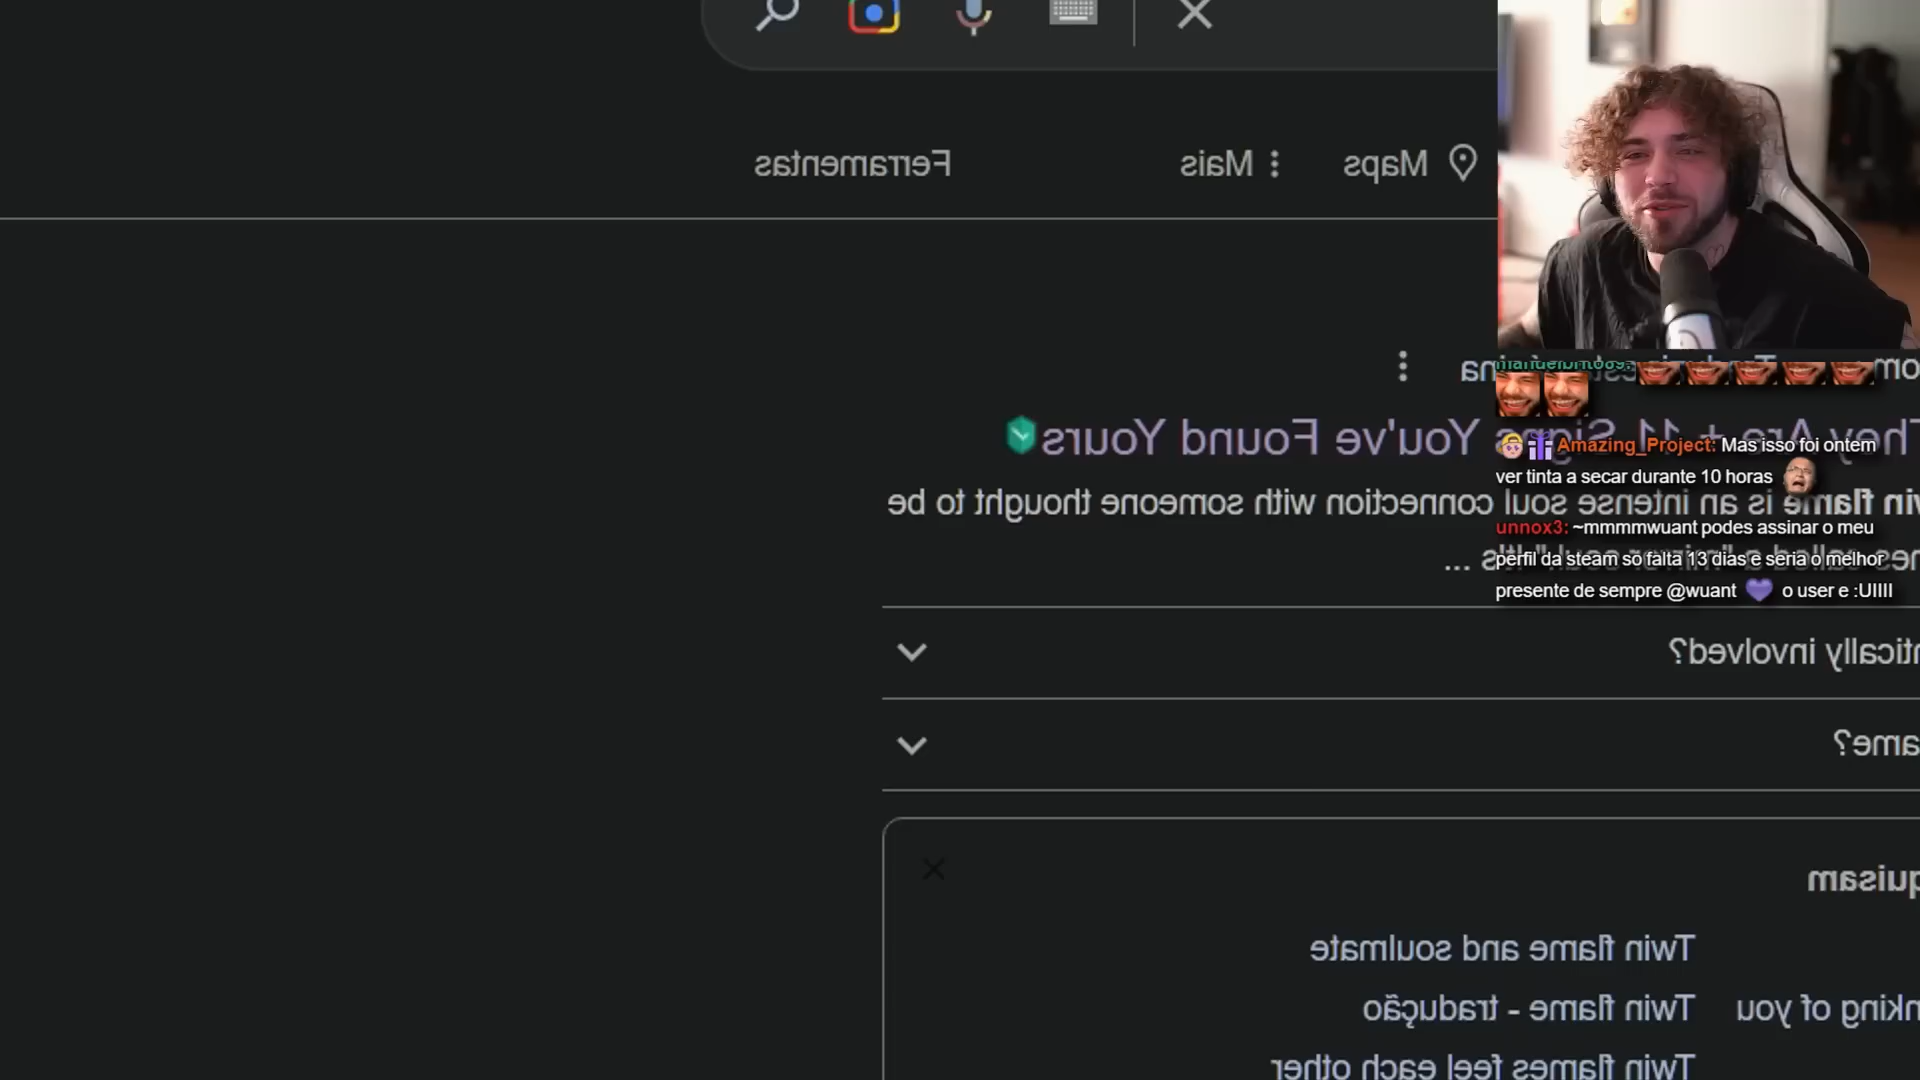 Ferramentas
Mais
Maps
They Are + 11 Signs You've Found Yours
flame is an intense soul connection with someone thought to be
...
manuelbrito89:
Amazing_Project: Mas isso foi ontem
ver tinta a secar durante 10 horas
unnox3: ~mmmmwuant podes assinar o meu
perfil da steam so falta 13 dias e seria o melhor
presente de sempre @wuant o user e :UIIII
tically involved?
ame?
quisam
Twin flame and soulmate
Twin flame - tradução
nking of you
Twin flames feel each other